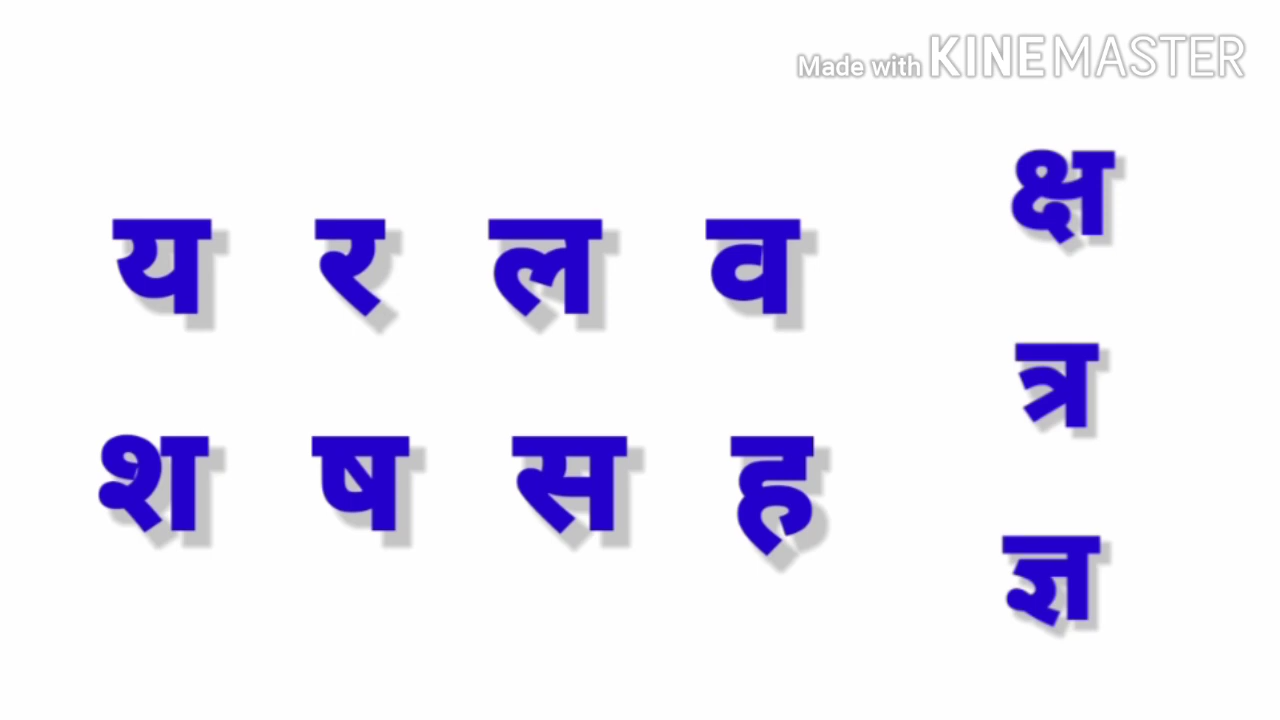 Made with KINEMASTER
य र ल व
श ष स ह
क्ष
त्र
ज्ञ